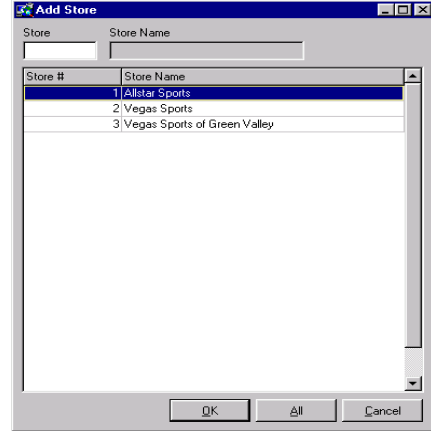 Add Store
Store Store Name
Store # Store Name
1 Allstar Sports
2 Vegas Sports
3 Vegas Sports of Green Valley
OK All Cancel